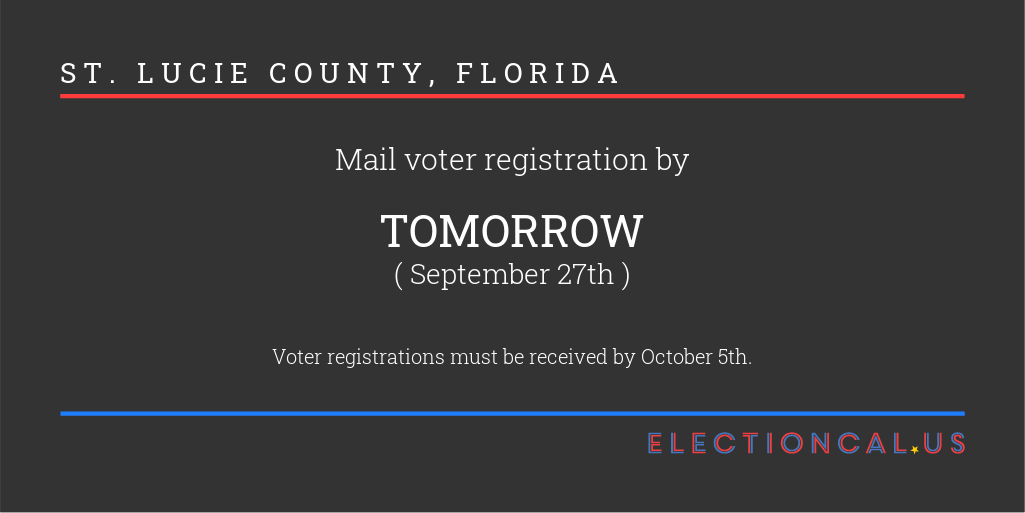 ST. LUCIE COUNTY, FLORIDA
Mail voter registration by
TOMORROW
( September 27th )
Voter registrations must be received by October 5th.
ELECTIONCAL.US